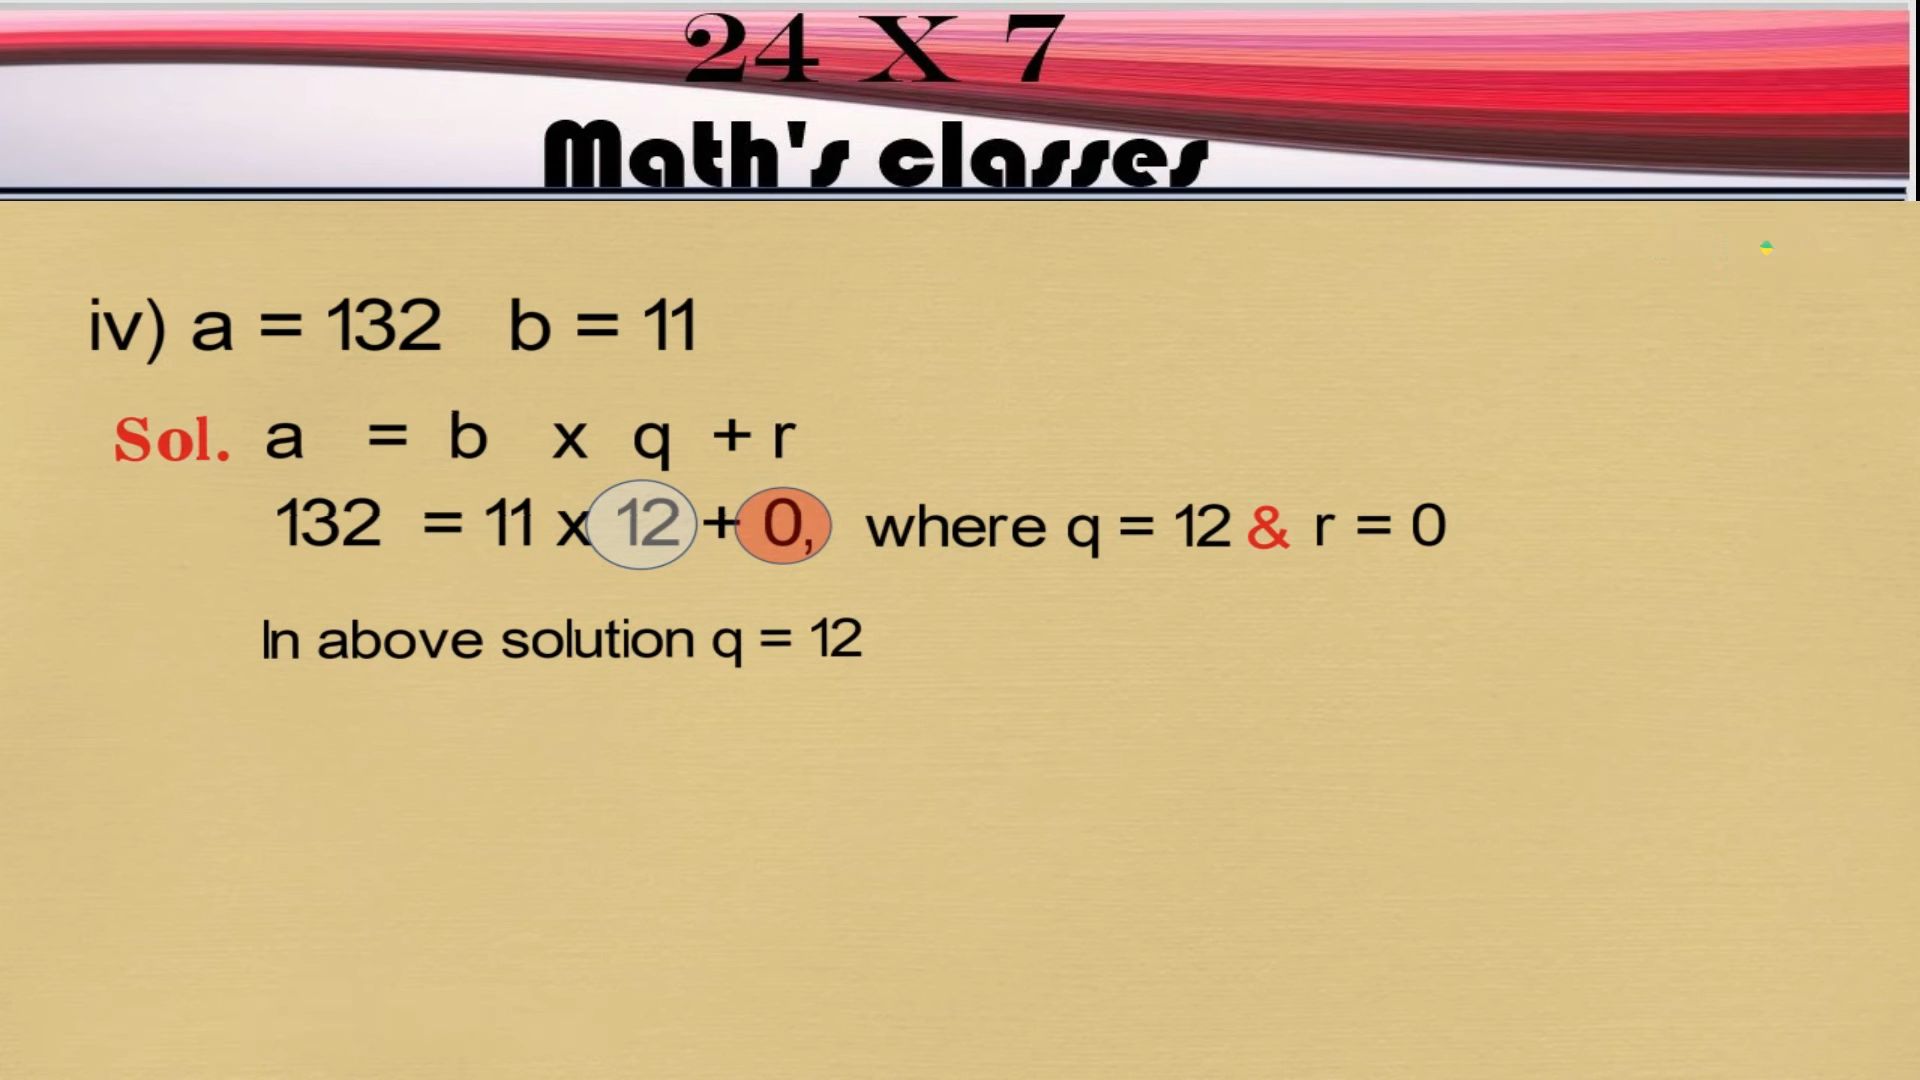 24 X 7
Math's classes
iv) a = 132 b = 11
Sol. a = b x q + r
132 = 11 x 12 + 0, where q = 12 & r = 0
In above solution q = 12